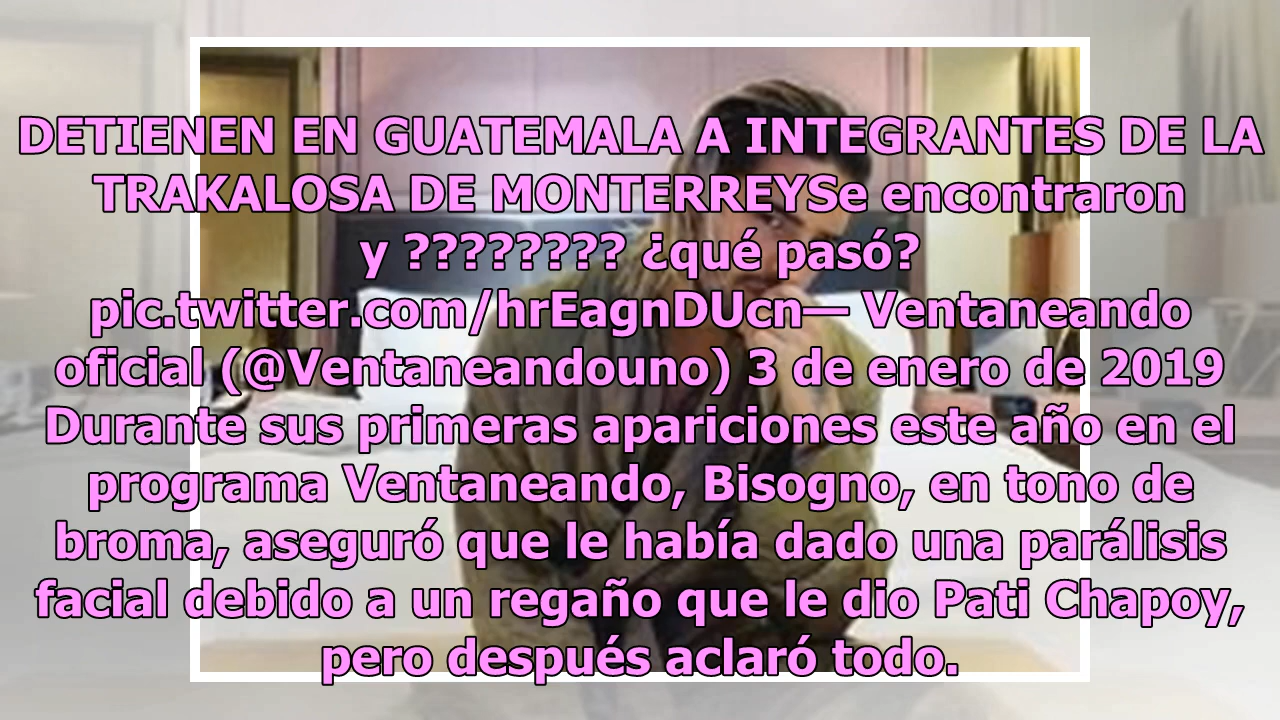 DETIENEN EN GUATEMALA A INTEGRANTES DE LA
TRAKALOSA DE MONTERREYSe encontraron
y ???????? ¿qué pasó?
pic.twitter.com/hrEagnDUcn— Ventaneando
oficial (@Ventaneandouno) 3 de enero de 2019
Durante sus primeras apariciones este año en el
programa Ventaneando, Bisogno, en tono de
broma, aseguró que le había dado una parálisis
facial debido a un regaño que le dio Pati Chapoy,
pero después aclaró todo.